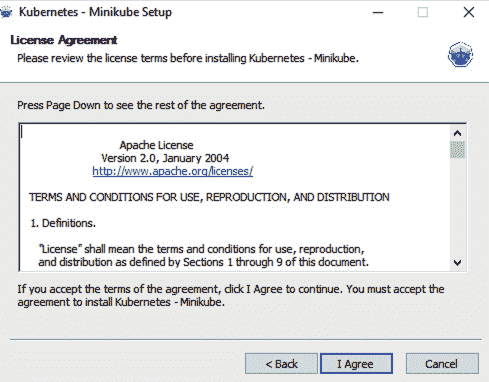 Kubernetes - Minikube Setup
License Agreement
Please review the license terms before installing Kubernetes - Minikube.
Press Page Down to see the rest of the agreement.
Apache License
Version 2.0, January 2004
http://www.apache.org/licenses/
TERMS AND CONDITIONS FOR USE, REPRODUCTION, AND DISTRIBUTION
1. Definitions.
"License" shall mean the terms and conditions for use, reproduction,
and distribution as defined by Sections 1 through 9 of this document.
If you accept the terms of the agreement, click I Agree to continue. You must accept the
agreement to install Kubernetes - Minikube.
< Back I Agree Cancel